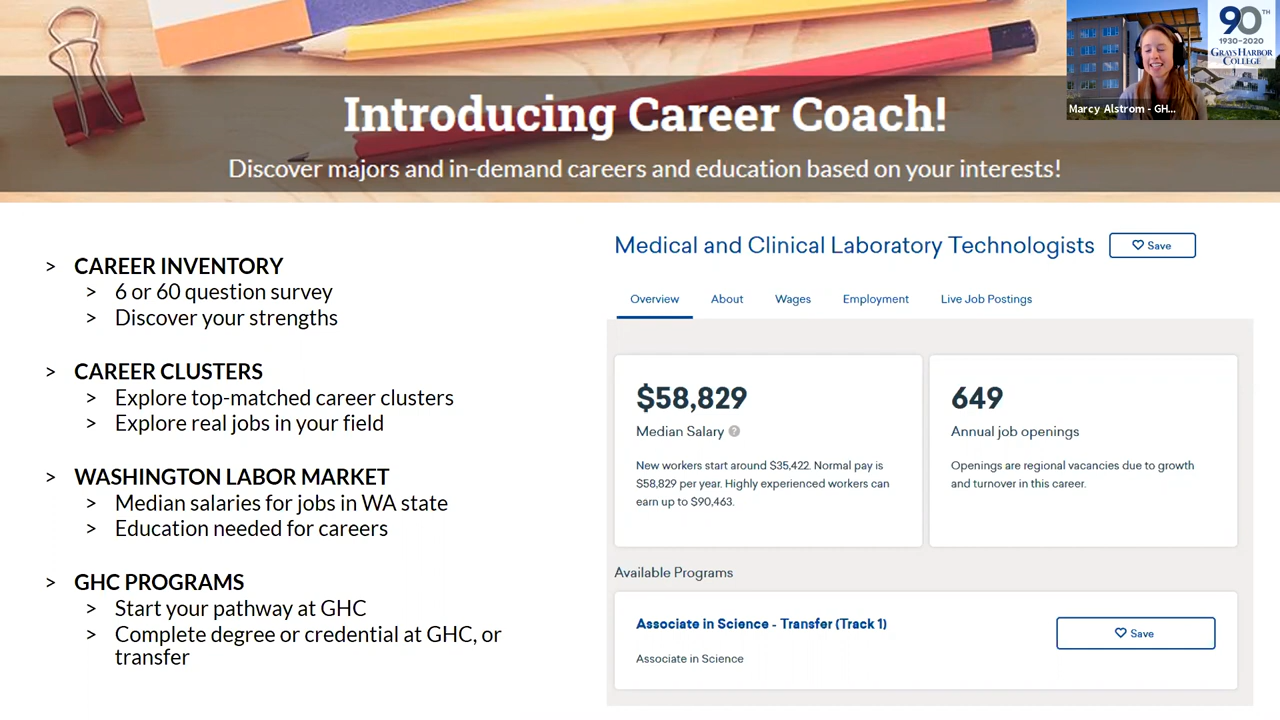 Introducing Career Coach!
Discover majors and in-demand careers and education based on your interests!
90TH
1930-2020
GRAYS HARBOR
COLLEGE
Marcy Alstrom - GH...
> CAREER INVENTORY
> 6 or 60 question survey
> Discover your strengths
> CAREER CLUSTERS
> Explore top-matched career clusters
> Explore real jobs in your field
> WASHINGTON LABOR MARKET
> Median salaries for jobs in WA state
> Education needed for careers
> GHC PROGRAMS
> Start your pathway at GHC
> Complete degree or credential at GHC, or
transfer
Medical and Clinical Laboratory Technologists
Save
Overview About Wages Employment Live Job Postings
$58,829
Median Salary ?
New workers start around $35,422. Normal pay is
$58,829 per year. Highly experienced workers can
earn up to $90,463.
649
Annual job openings
Openings are regional vacancies due to growth
and turnover in this career.
Available Programs
Associate in Science - Transfer (Track 1)
Associate in Science
Save